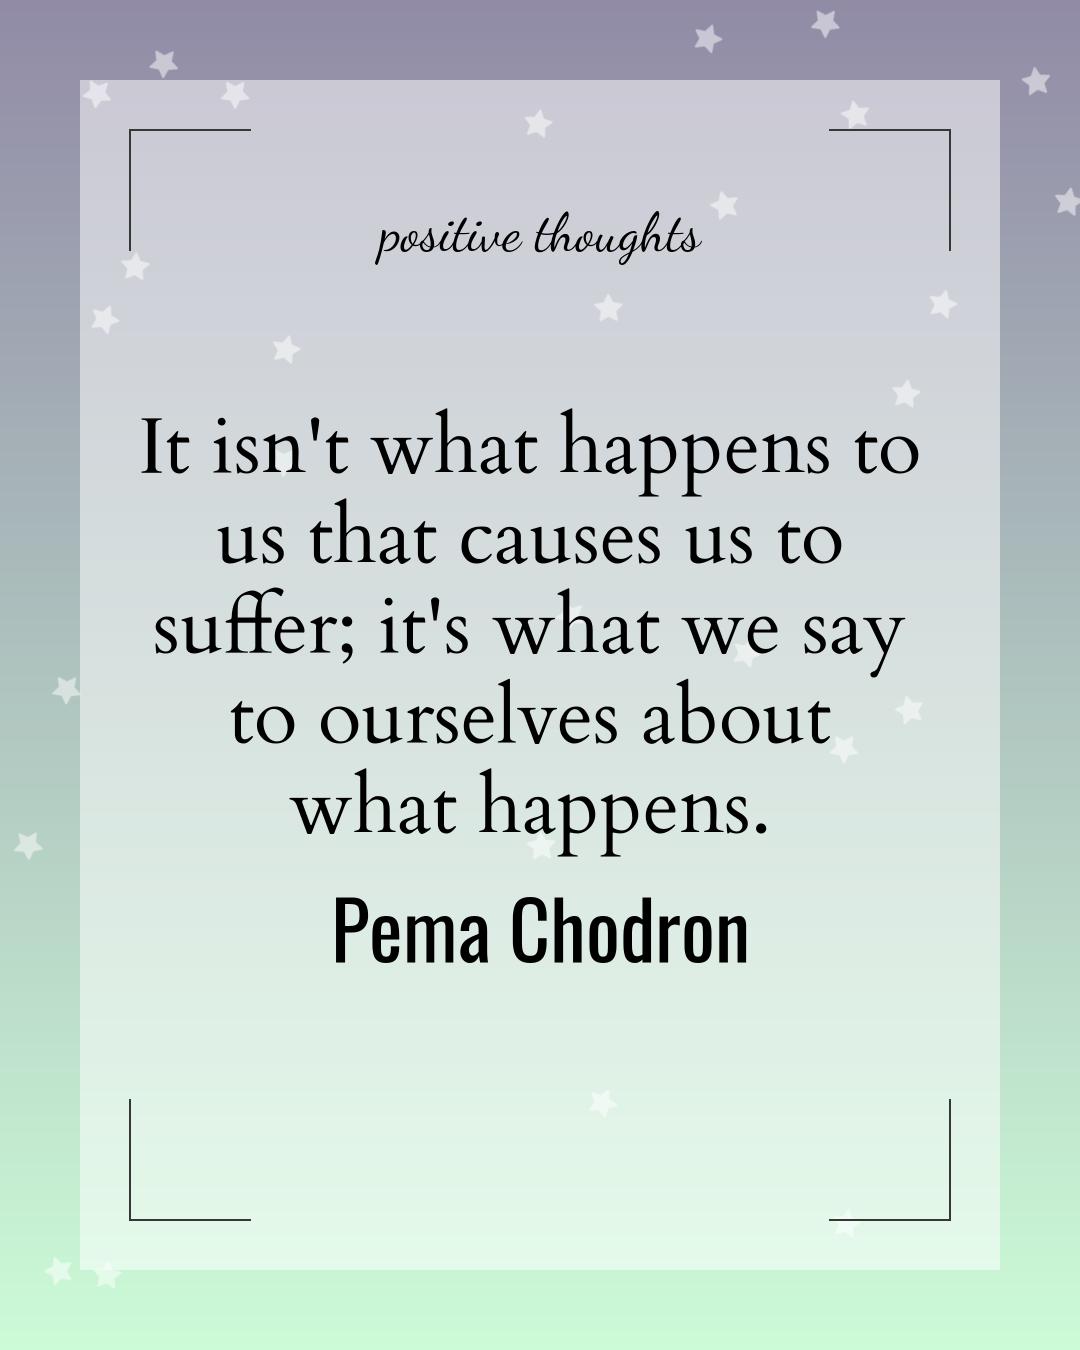 positive thoughts
It isn't what happens to
us that causes us to
suffer; it's what we say
to ourselves about
what happens.
Pema Chodron